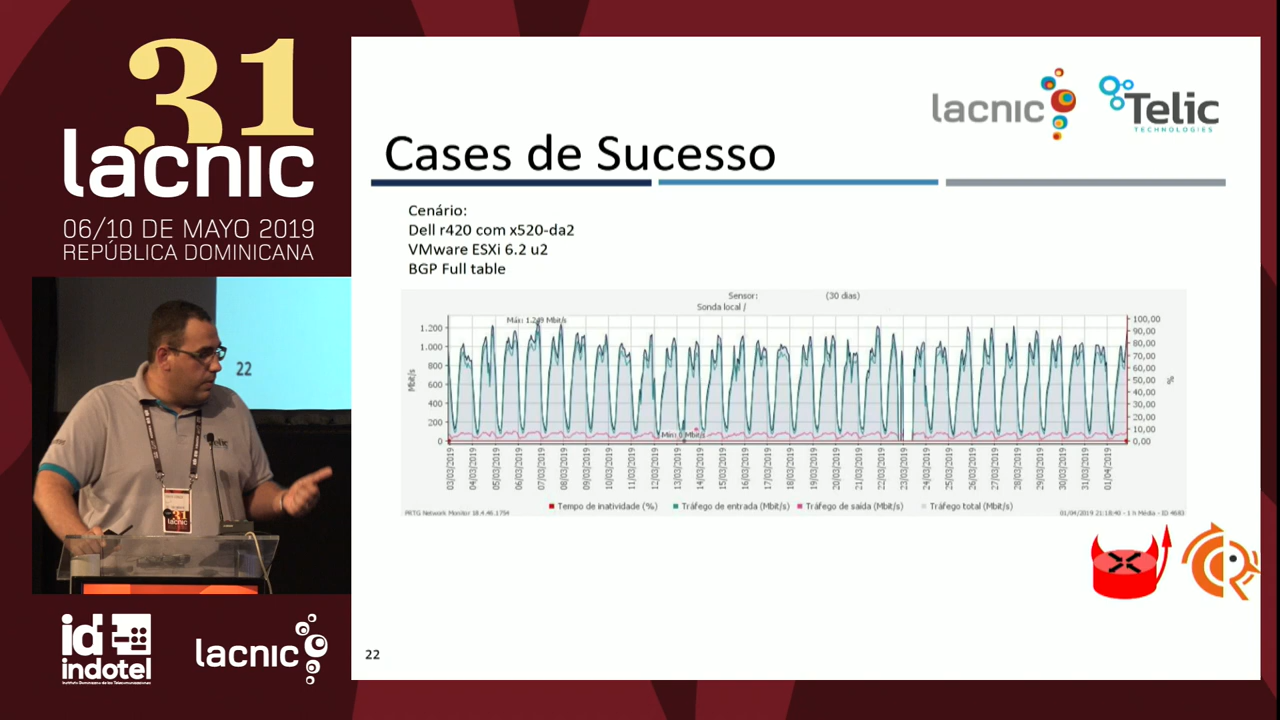 31
lacnic
06/10 DE MAYO 2019
REPÚBLICA DOMINICANA
22
Telic
31
lacnic
id
indotel
lacnic
lacnic
Telic
TECHNOLOGIES
Cases de Sucesso
Cenário:
Dell r420 com x520-da2
VMware ESXi 6.2 u2
BGP Full table
Sensor: (30 dias)
Sonda local /
Máx: 1.249 Mbit/s
Mín: 0 Mbit/s
Mbit/s
1.200
1.000
800
600
400
200
0
100,00
90,00
80,00
70,00
60,00
50,00
40,00
30,00
20,00
10,00
0,00
%
03/03/2019
04/03/2019
05/03/2019
06/03/2019
07/03/2019
08/03/2019
09/03/2019
10/03/2019
11/03/2019
12/03/2019
13/03/2019
14/03/2019
15/03/2019
16/03/2019
17/03/2019
18/03/2019
19/03/2019
20/03/2019
21/03/2019
22/03/2019
23/03/2019
24/03/2019
25/03/2019
26/03/2019
27/03/2019
28/03/2019
29/03/2019
30/03/2019
31/03/2019
01/04/2019
Tempo de inatividade (%) Tráfego de entrada (Mbit/s) Tráfego de saída (Mbit/s) Tráfego total (Mbit/s)
PRTG Network Monitor 18.4.46.1754 01/04/2019 21:18:40 - 1 h Média - ID 4683
22